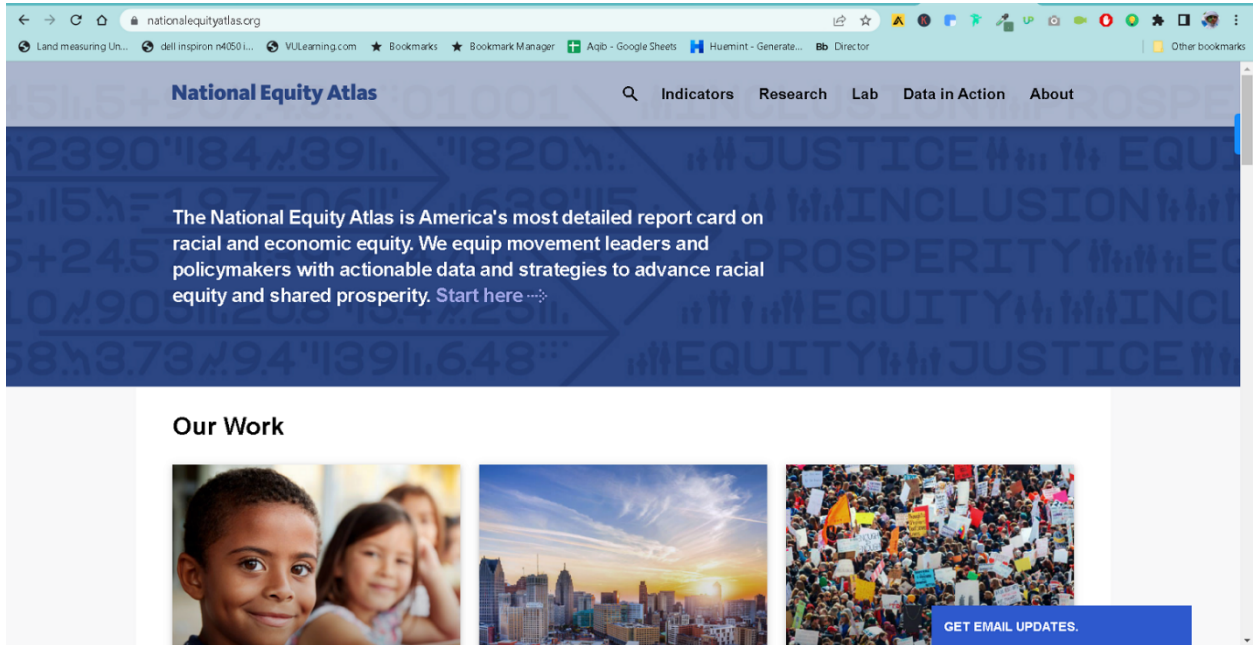 nationalequityatlas.org
Land measuring Un... dell inspiron n4050 i... VULearning.com Bookmarks Bookmark Manager Aqib - Google Sheets Huemint - Generate... Bb Director Other bookmarks
National Equity Atlas Indicators Research Lab Data in Action About
The National Equity Atlas is America's most detailed report card on
racial and economic equity. We equip movement leaders and
policymakers with actionable data and strategies to advance racial
equity and shared prosperity. Start here
JUSTICE EQUI
INCLUSION
PROSPERITY EQ
EQUITY INCL
EQUITY JUSTICE
Our Work
GET EMAIL UPDATES.